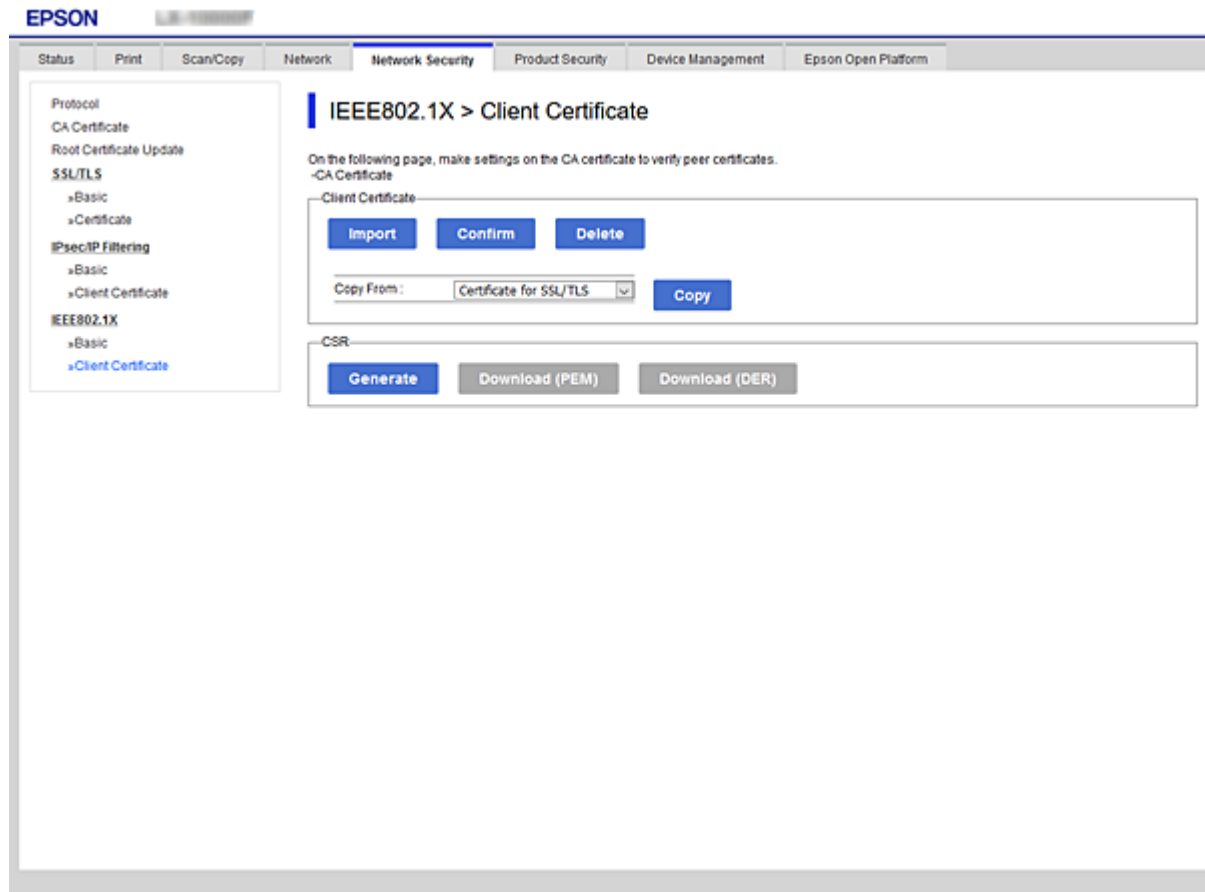 EPSON
Status Print Scan/Copy Network Network Security Product Security Device Management Epson Open Platform
Protocol
CA Certificate
Root Certificate Update
SSL/TLS
»Basic
»Certificate
IPsec/IP Filtering
»Basic
»Client Certificate
IEEE802.1X
»Basic
»Client Certificate
IEEE802.1X > Client Certificate
On the following page, make settings on the CA certificate to verify peer certificates.
-CA Certificate
Client Certificate
Import Confirm Delete
Copy From : Certificate for SSL/TLS Copy
CSR
Generate Download (PEM) Download (DER)